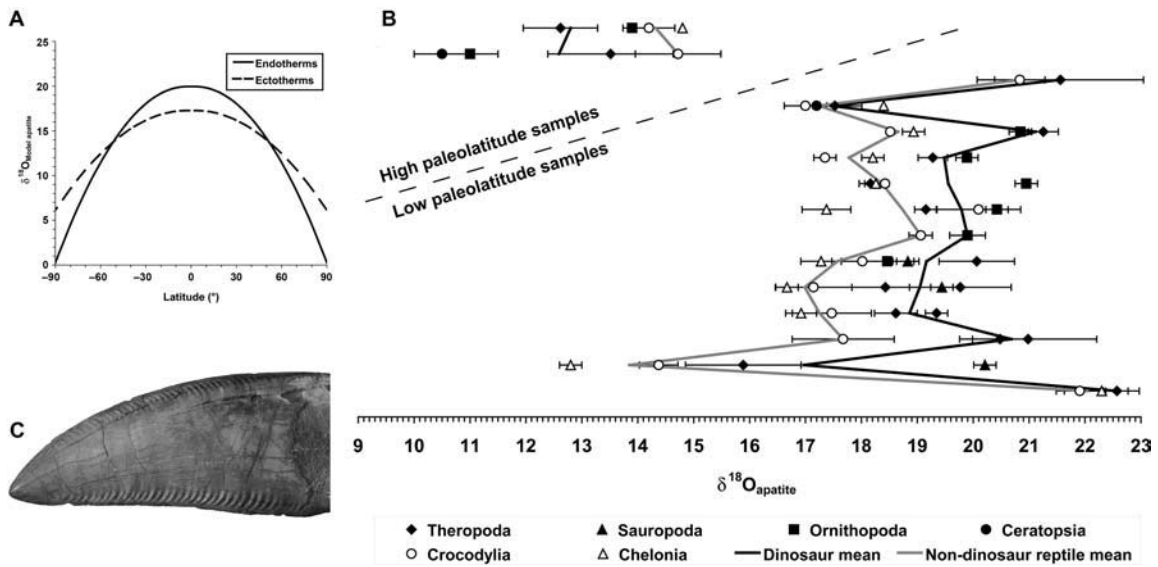 A
25
20
15
10
5
0
δ18OModel apatite
Endotherms
Ectotherms
–90 –60 –30 0 30 60 90
Latitude (°)
B
High paleolatitude samples
Low paleolatitude samples
C
9 10 11 12 13 14 15 16 17 18 19 20 21 22 23
δ18Oapatite
Theropoda Sauropoda Ornithopoda Ceratopsia
Crocodylia Chelonia Dinosaur mean Non-dinosaur reptile mean